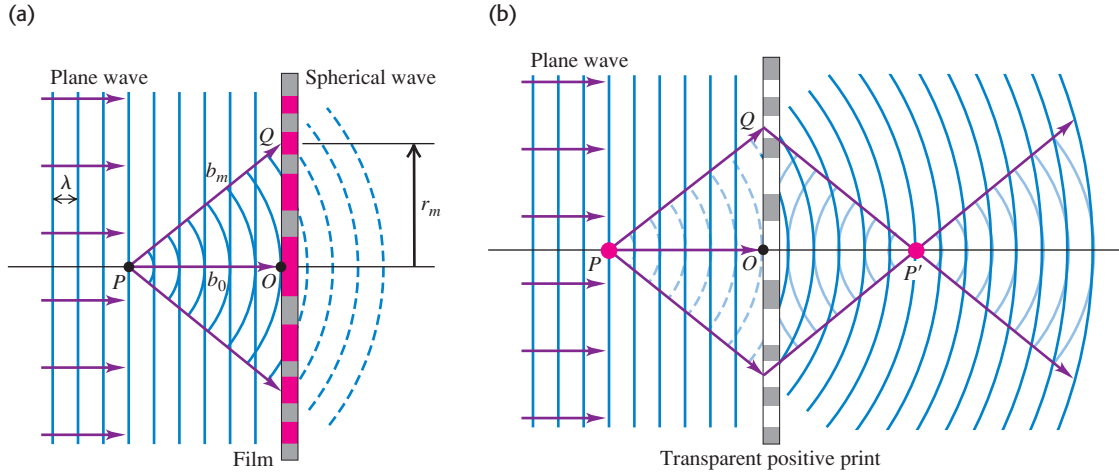 (a)
Plane wave
Spherical wave
Q
λ
b_m
r_m
P
b_0
O
Film
(b)
Plane wave
Q
P
O
P′
Transparent positive print